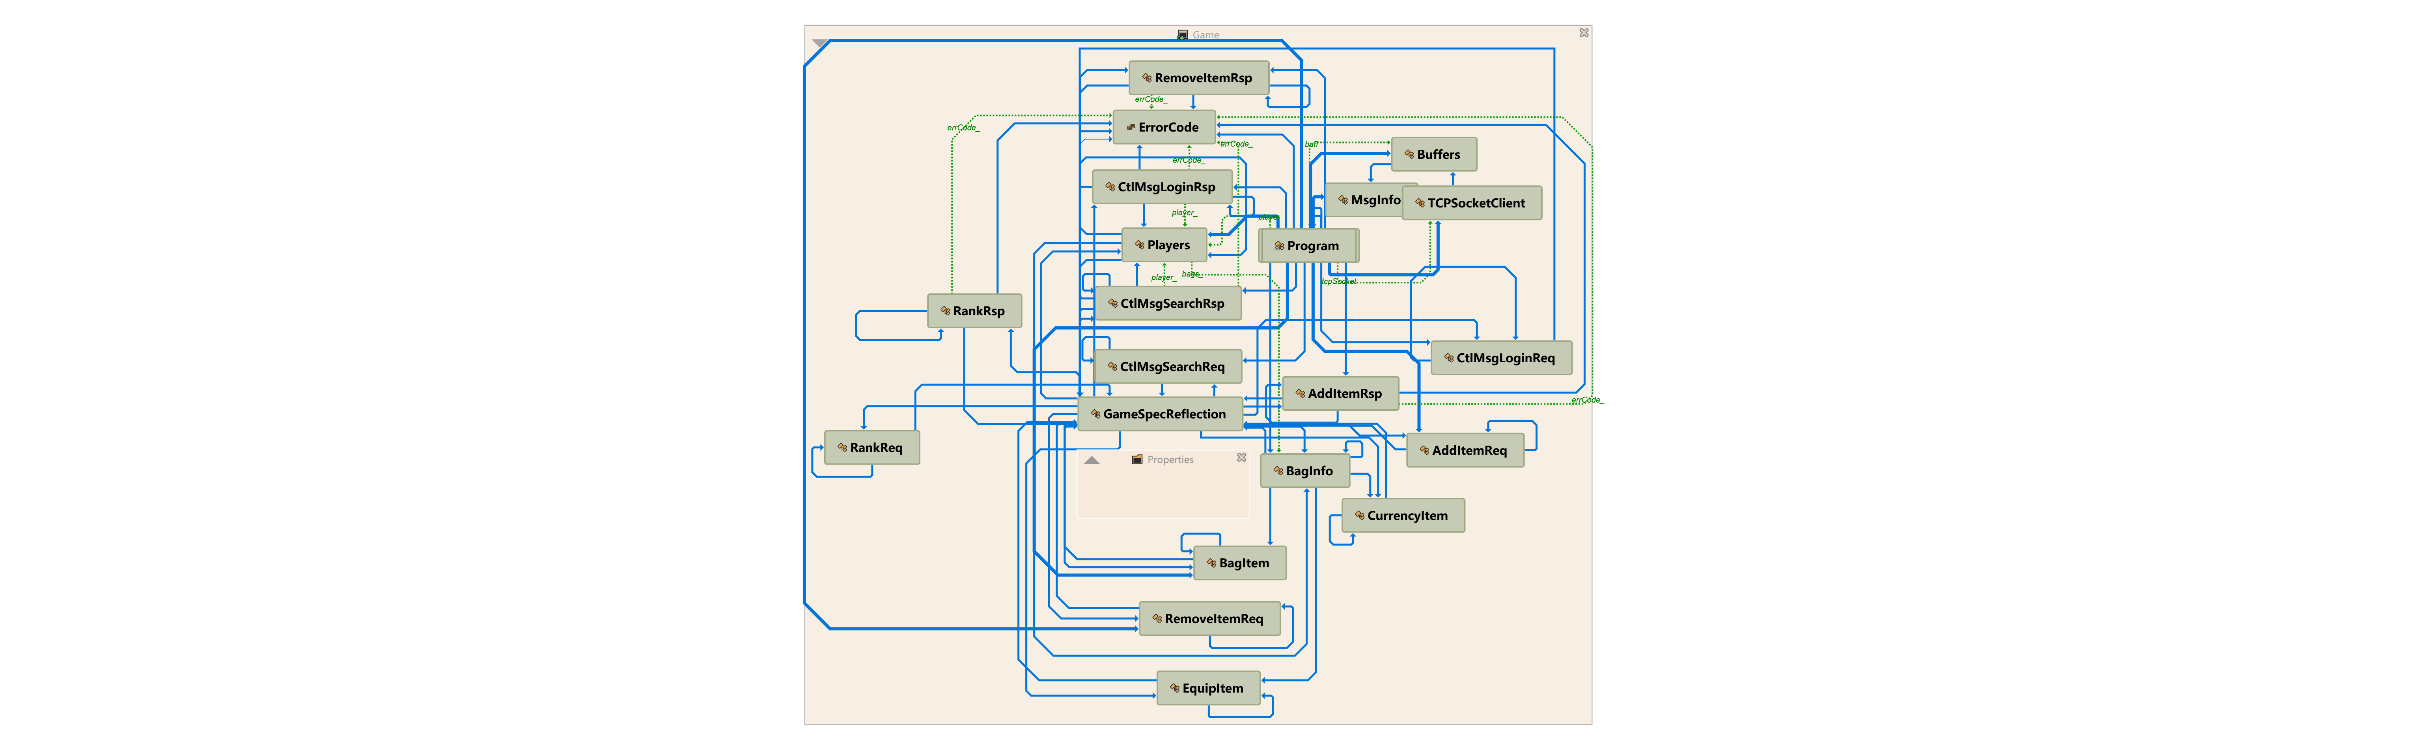 Game
RemoveItemRsp
errCode_
ErrorCode
errCode_
errCode_
buff
Buffers
errCode_
CtlMsgLoginRsp
MsgInfo
TCPSocketClient
player_
Players
Program
player_
bags_
tcpSocket
CtlMsgSearchRsp
RankRsp
CtlMsgSearchReq
CtlMsgLoginReq
AddItemRsp
errCode_
GameSpecReflection
RankReq
AddItemReq
Properties
BagInfo
CurrencyItem
BagItem
RemoveItemReq
EquipItem